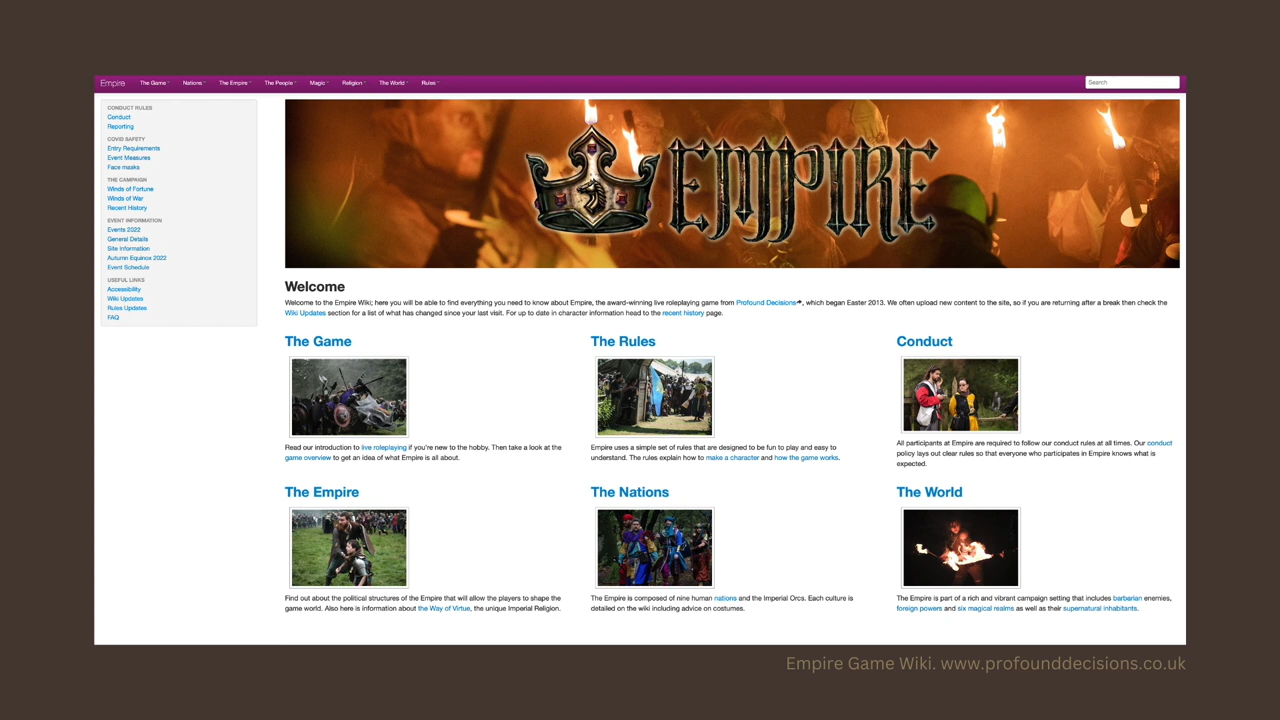 Empire
The Game
Nations
The Empire
The People
Magic
Religion
The World
Rules
Search
CONDUCT RULES
Conduct
Reporting
COVID SAFETY
Entry Requirements
Event Measures
Face masks
THE CAMPAIGN
Winds of Fortune
Winds of War
Recent History
EVENT INFORMATION
Events 2022
General Details
Site Information
Autumn Equinox 2022
Event Schedule
USEFUL LINKS
Accessibility
Wiki Updates
Rules Updates
FAQ
EMPIRE
Welcome
Welcome to the Empire Wiki; here you will be able to find everything you need to know about Empire, the award-winning live roleplaying game from Profound Decisions, which began Easter 2013. We often upload new content to the site, so if you are returning after a break then check the
Wiki Updates section for a list of what has changed since your last visit. For up to date in character information head to the recent history page.
The Game
Read our introduction to live roleplaying if you're new to the hobby. Then take a look at the
game overview to get an idea of what Empire is all about.
The Rules
Empire uses a simple set of rules that are designed to be fun to play and easy to
understand. The rules explain how to make a character and how the game works.
Conduct
All participants at Empire are required to follow our conduct rules at all times. Our conduct
policy lays out clear rules so that everyone who participates in Empire knows what is
expected.
The Empire
Find out about the political structures of the Empire that will allow the players to shape the
game world. Also here is information about the Way of Virtue, the unique Imperial Religion.
The Nations
The Empire is composed of nine human nations and the Imperial Orcs. Each culture is
detailed on the wiki including advice on costumes.
The World
The Empire is part of a rich and vibrant campaign setting that includes barbarian enemies,
foreign powers and six magical realms as well as their supernatural inhabitants.
Empire Game Wiki. www.profounddecisions.co.uk